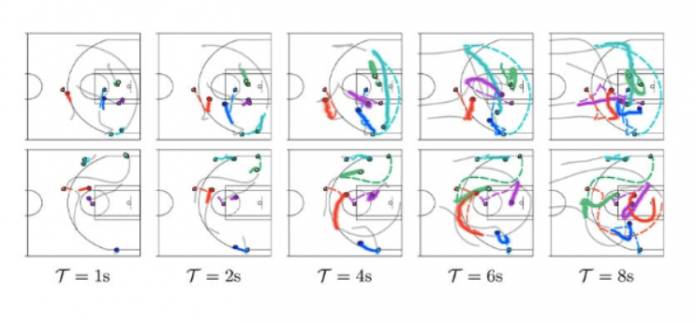 𝒯 = 1s
𝒯 = 2s
𝒯 = 4s
𝒯 = 6s
𝒯 = 8s